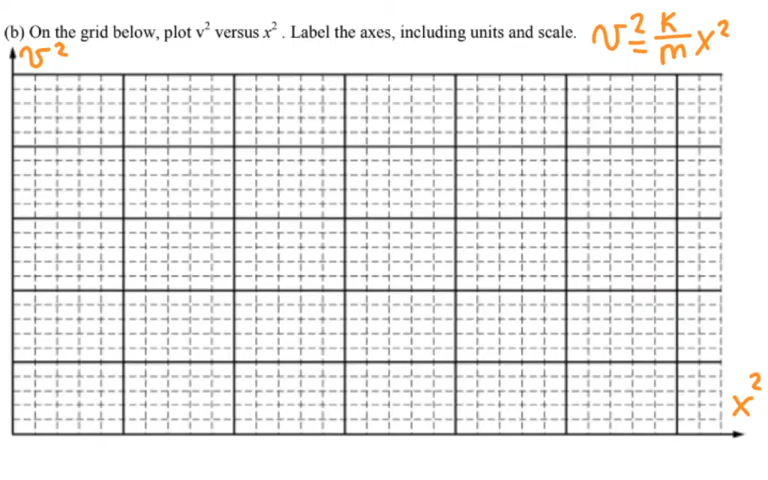 (b) On the grid below, plot v² versus x² . Label the axes, including units and scale.
v² = K/m x²
v²
x²